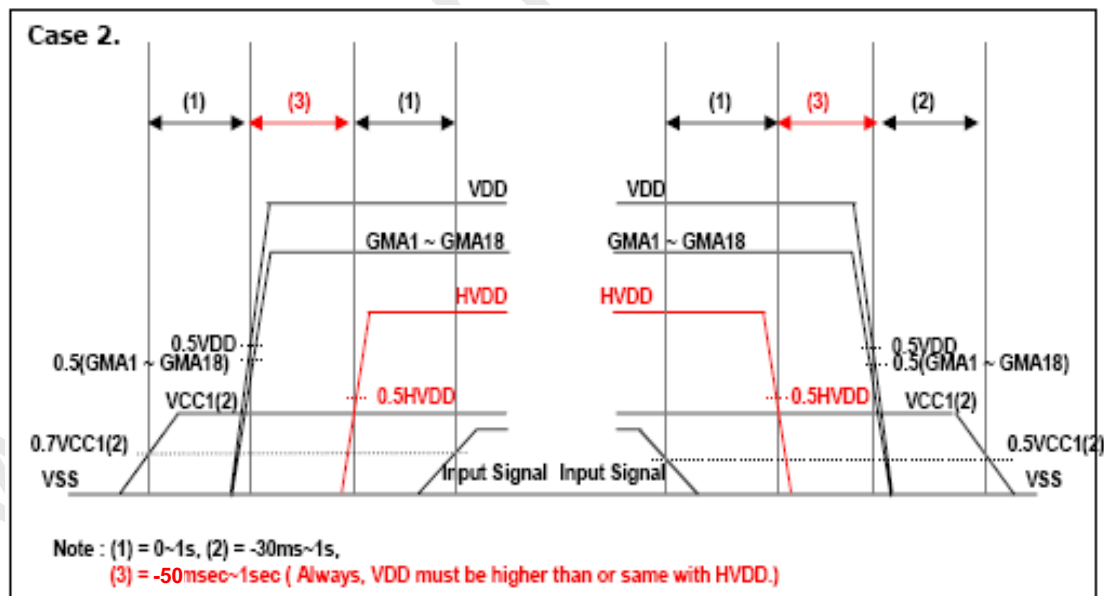 Case 2.
(1) (3) (1) (1) (3) (2)
VDD VDD
GMA1 ~ GMA18 GMA1 ~ GMA18
HVDD HVDD
0.5VDD 0.5VDD
0.5(GMA1 ~ GMA18) 0.5(GMA1 ~ GMA18)
0.5HVDD 0.5HVDD
VCC1(2) VCC1(2)
0.7VCC1(2) 0.5VCC1(2)
Input Signal Input Signal
VSS VSS
Note : (1) = 0~1s, (2) = -30ms~1s,
(3) = -50msec~1sec ( Always, VDD must be higher than or same with HVDD.)